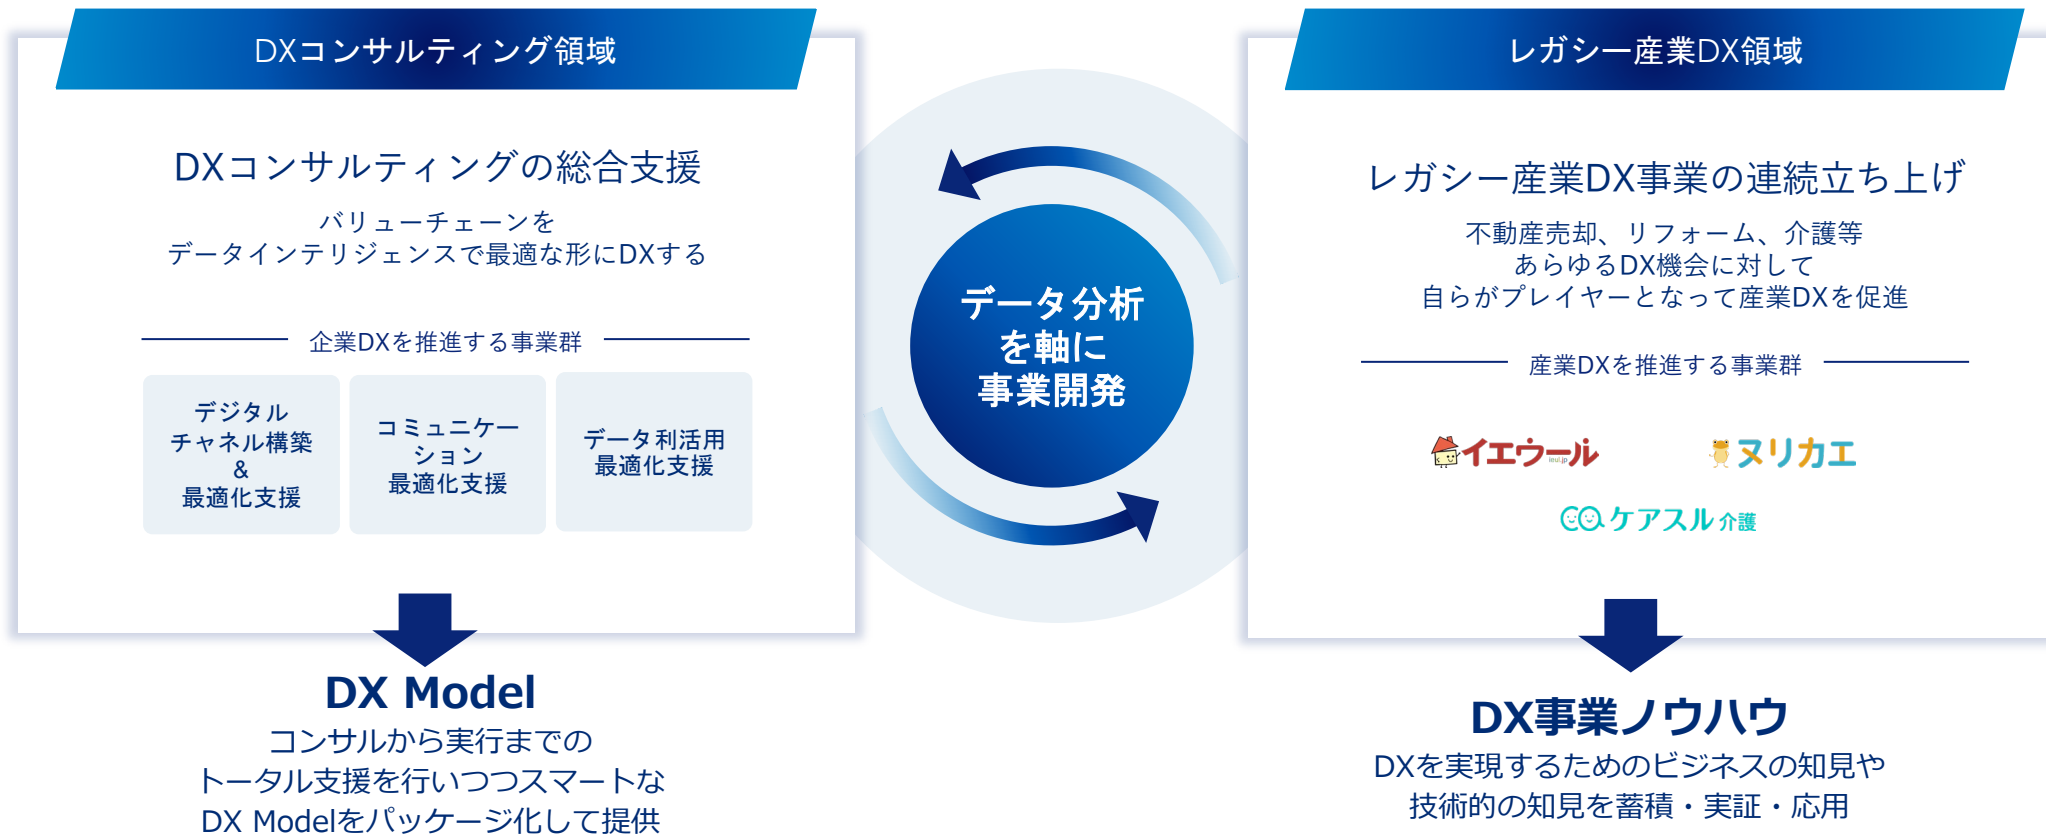 DXコンサルティング領域
DXコンサルティングの総合支援
バリューチェーンを
データインテリジェンスで最適な形にDXする
企業DXを推進する事業群
デジタル
チャネル構築
&
最適化支援
コミュニケー
ション
最適化支援
データ利活用
最適化支援
DX Model
コンサルから実行までの
トータル支援を行いつつスマートな
DX Modelをパッケージ化して提供
データ分析
を軸に
事業開発
レガシー産業DX領域
レガシー産業DX事業の連続立ち上げ
不動産売却、リフォーム、介護等
あらゆるDX機会に対して
自らがプレイヤーとなって産業DXを促進
産業DXを推進する事業群
イエウール
ieul.jp
ヌリカエ
ケアスル 介護
DX事業ノウハウ
DXを実現するためのビジネスの知見や
技術的の知見を蓄積・実証・応用